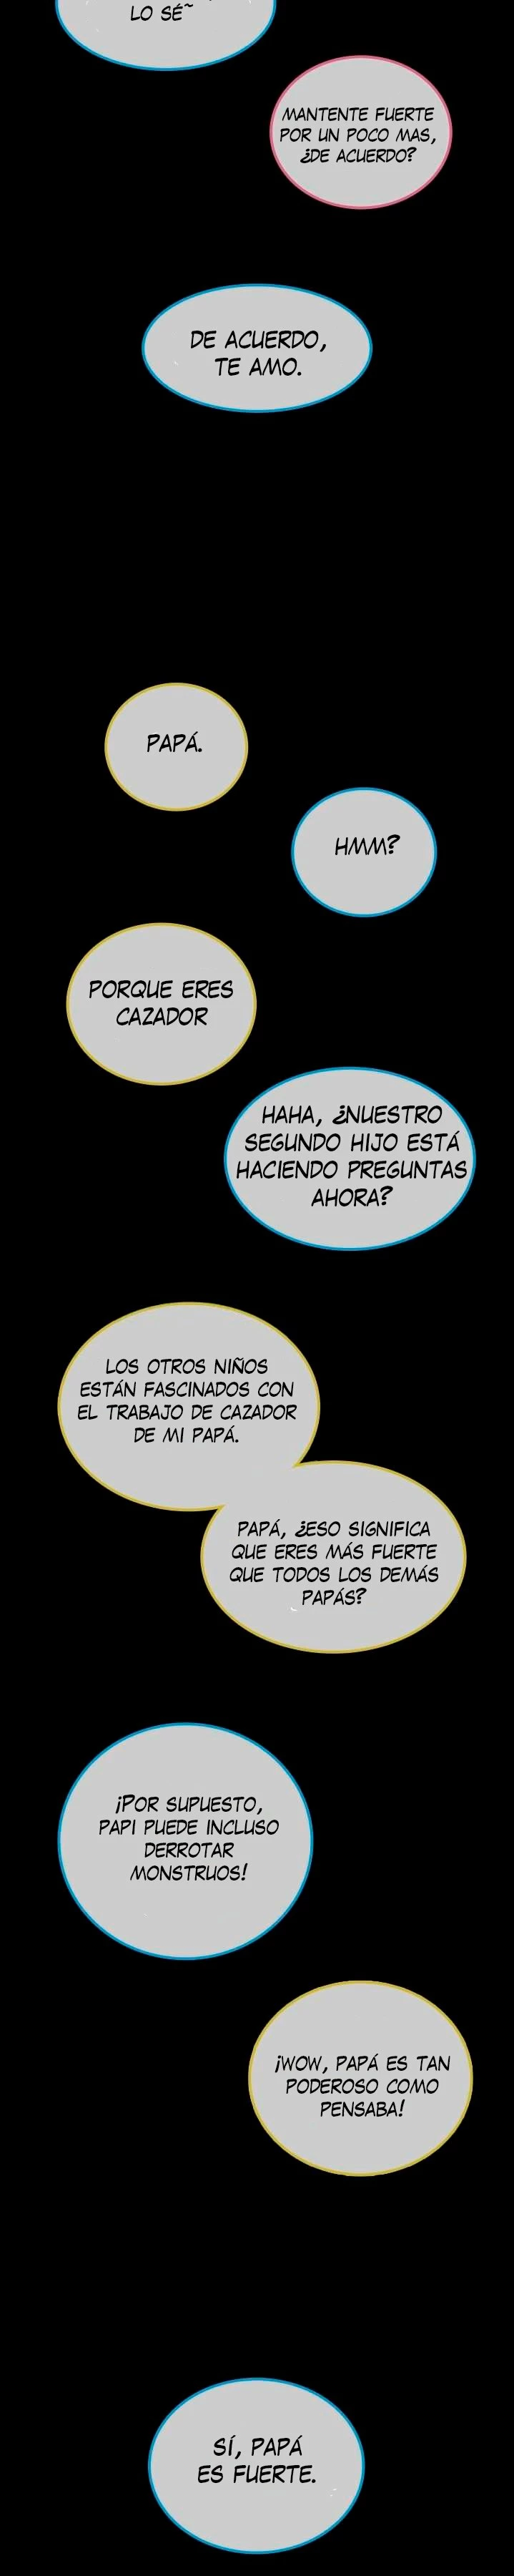 LO SÉ~
MANTENTE FUERTE
POR UN POCO MAS,
¿DE ACUERDO?
DE ACUERDO,
TE AMO.
PAPÁ.
HMM?
PORQUE ERES
CAZADOR
HAHA, ¿NUESTRO
SEGUNDO HIJO ESTÁ
HACIENDO PREGUNTAS
AHORA?
LOS OTROS NIÑOS
ESTÁN FASCINADOS CON
EL TRABAJO DE CAZADOR
DE MI PAPÁ.
PAPÁ, ¿ESO SIGNIFICA
QUE ERES MÁS FUERTE
QUE TODOS LOS DEMÁS
PAPÁS?
¡POR SUPUESTO,
PAPI PUEDE INCLUSO
DERROTAR
MONSTRUOS!
¡WOW, PAPÁ ES TAN
PODEROSO COMO
PENSABA!
SÍ, PAPÁ
ES FUERTE.